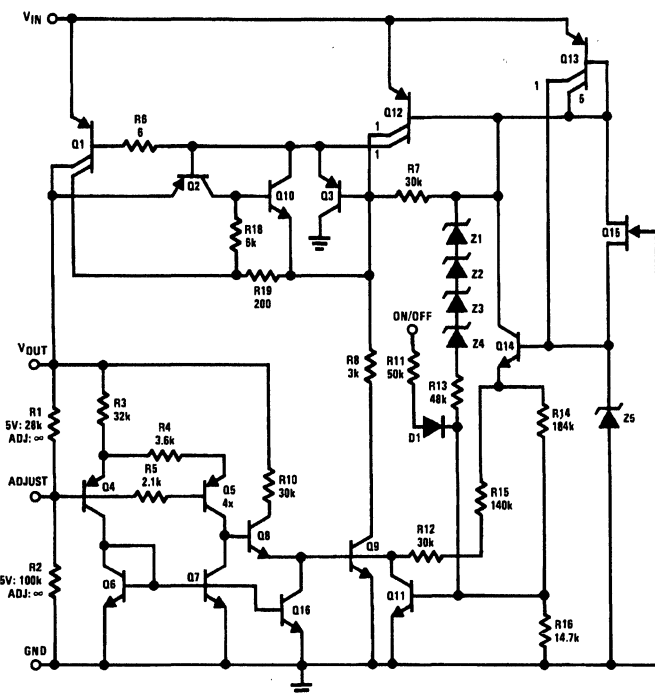 VIN
Q13
1
5
Q12
R6
6
Q1
1
1
Q2
Q10
Q3
R7
30k
R18
6k
Z1
Q15
Z2
R19
200
Z3
ON/OFF
Z4
Q14
VOUT
R8
3k
R11
50k
R13
48k
R1
5V: 28k
ADJ: ∞
R3
32k
R4
3.6k
R14
184k
Z5
D1
R5
2.1k
R10
30k
ADJUST
Q4
Q5
4x
R15
140k
Q8
R12
30k
Q9
R2
5V: 100k
ADJ: ∞
Q6
Q7
Q16
Q11
R16
14.7k
GND